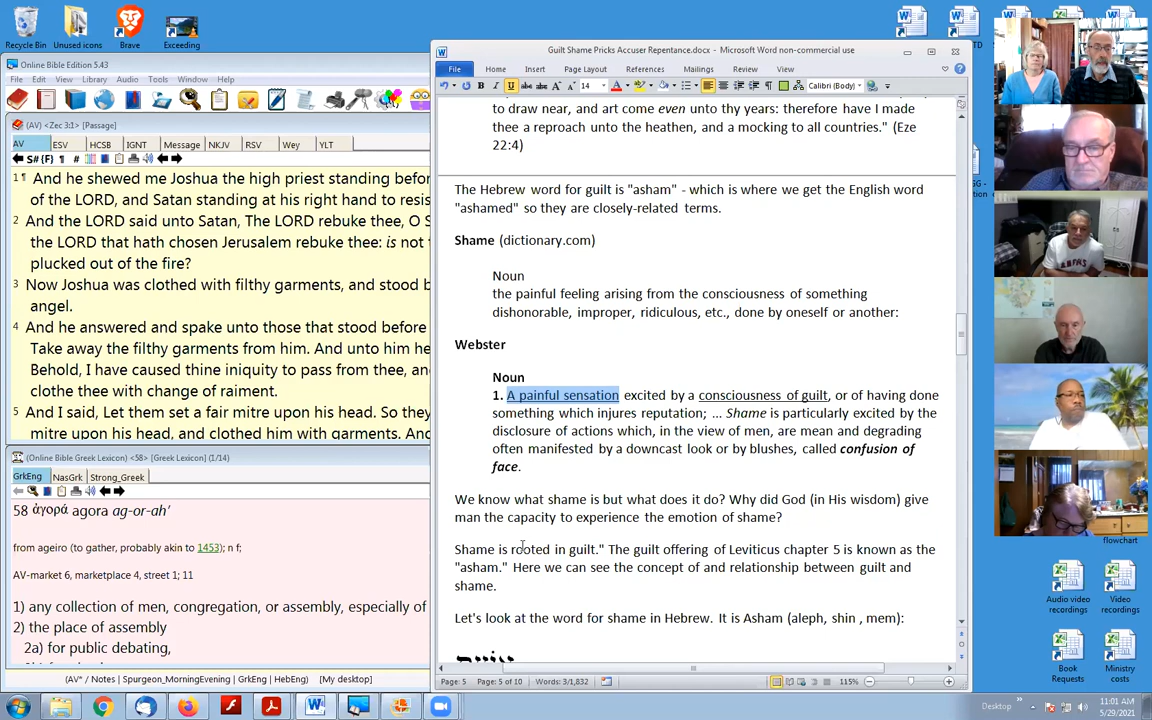 Recycle Bin
Unused icons
Brave
Exceeding
Online Bible Edition 5.43
File Edit View Library Audio Tools Window Help
(AV) <Zec 3:1> [Passage]
AV ESV HCSB IGNT Message NKJV RSV Wey YLT
S# {F} ¶ #
1 ¶ And he shewed me Joshua the high priest standing befor
of the LORD, and Satan standing at his right hand to resis
2 And the LORD said unto Satan, The LORD rebuke thee, O S
the LORD that hath chosen Jerusalem rebuke thee: is not t
plucked out of the fire?
3 Now Joshua was clothed with filthy garments, and stood b
angel.
4 And he answered and spake unto those that stood before
Take away the filthy garments from him. And unto him he
Behold, I have caused thine iniquity to pass from thee, an
clothe thee with change of raiment.
5 And I said, Let them set a fair mitre upon his head. So they
mitre upon his head, and clothed him with garments. And
Online Bible Greek Lexicon) <58> [Greek Lexicon] (1/14)
GrkEng NasGrk Strong_Greek
58 ἀγορά agora ag-or-ah'
from ageiro (to gather, probably akin to 1453); n f;
AV-market 6, marketplace 4, street 1; 11
1) any collection of men, congregation, or assembly, especially of
2) the place of assembly
2a) for public debating,
(AV* / Notes | Spurgeon_MorningEvening | GrkEng | HebEng) [My desktop]
Guilt Shame Pricks Accuser Repentance.docx - Microsoft Word non-commercial use
File Home Insert Page Layout References Mailings Review View
B I U abc abc A 14 A Calibri (Body)
to draw near, and art come even unto thy years: therefore have I made
thee a reproach unto the heathen, and a mocking to all countries." (Eze
22:4)
The Hebrew word for guilt is "asham" - which is where we get the English word
"ashamed" so they are closely-related terms.
Shame (dictionary.com)
Noun
the painful feeling arising from the consciousness of something
dishonorable, improper, ridiculous, etc., done by oneself or another:
Webster
Noun
1. A painful sensation excited by a consciousness of guilt, or of having done
something which injures reputation; ... Shame is particularly excited by the
disclosure of actions which, in the view of men, are mean and degrading
often manifested by a downcast look or by blushes, called confusion of
face.
We know what shame is but what does it do? Why did God (in His wisdom) give
man the capacity to experience the emotion of shame?
Shame is rooted in guilt." The guilt offering of Leviticus chapter 5 is known as the
"asham." Here we can see the concept of and relationship between guilt and
shame.
Let's look at the word for shame in Hebrew. It is Asham (aleph, shin , mem):
Page: 5 Page: 5 of 10 Words: 3/1,832 115%
flowchart
Audio video
recordings
Video
recordings
Book
Requests
Ministry
costs
Desktop
11:01 AM
5/29/2021